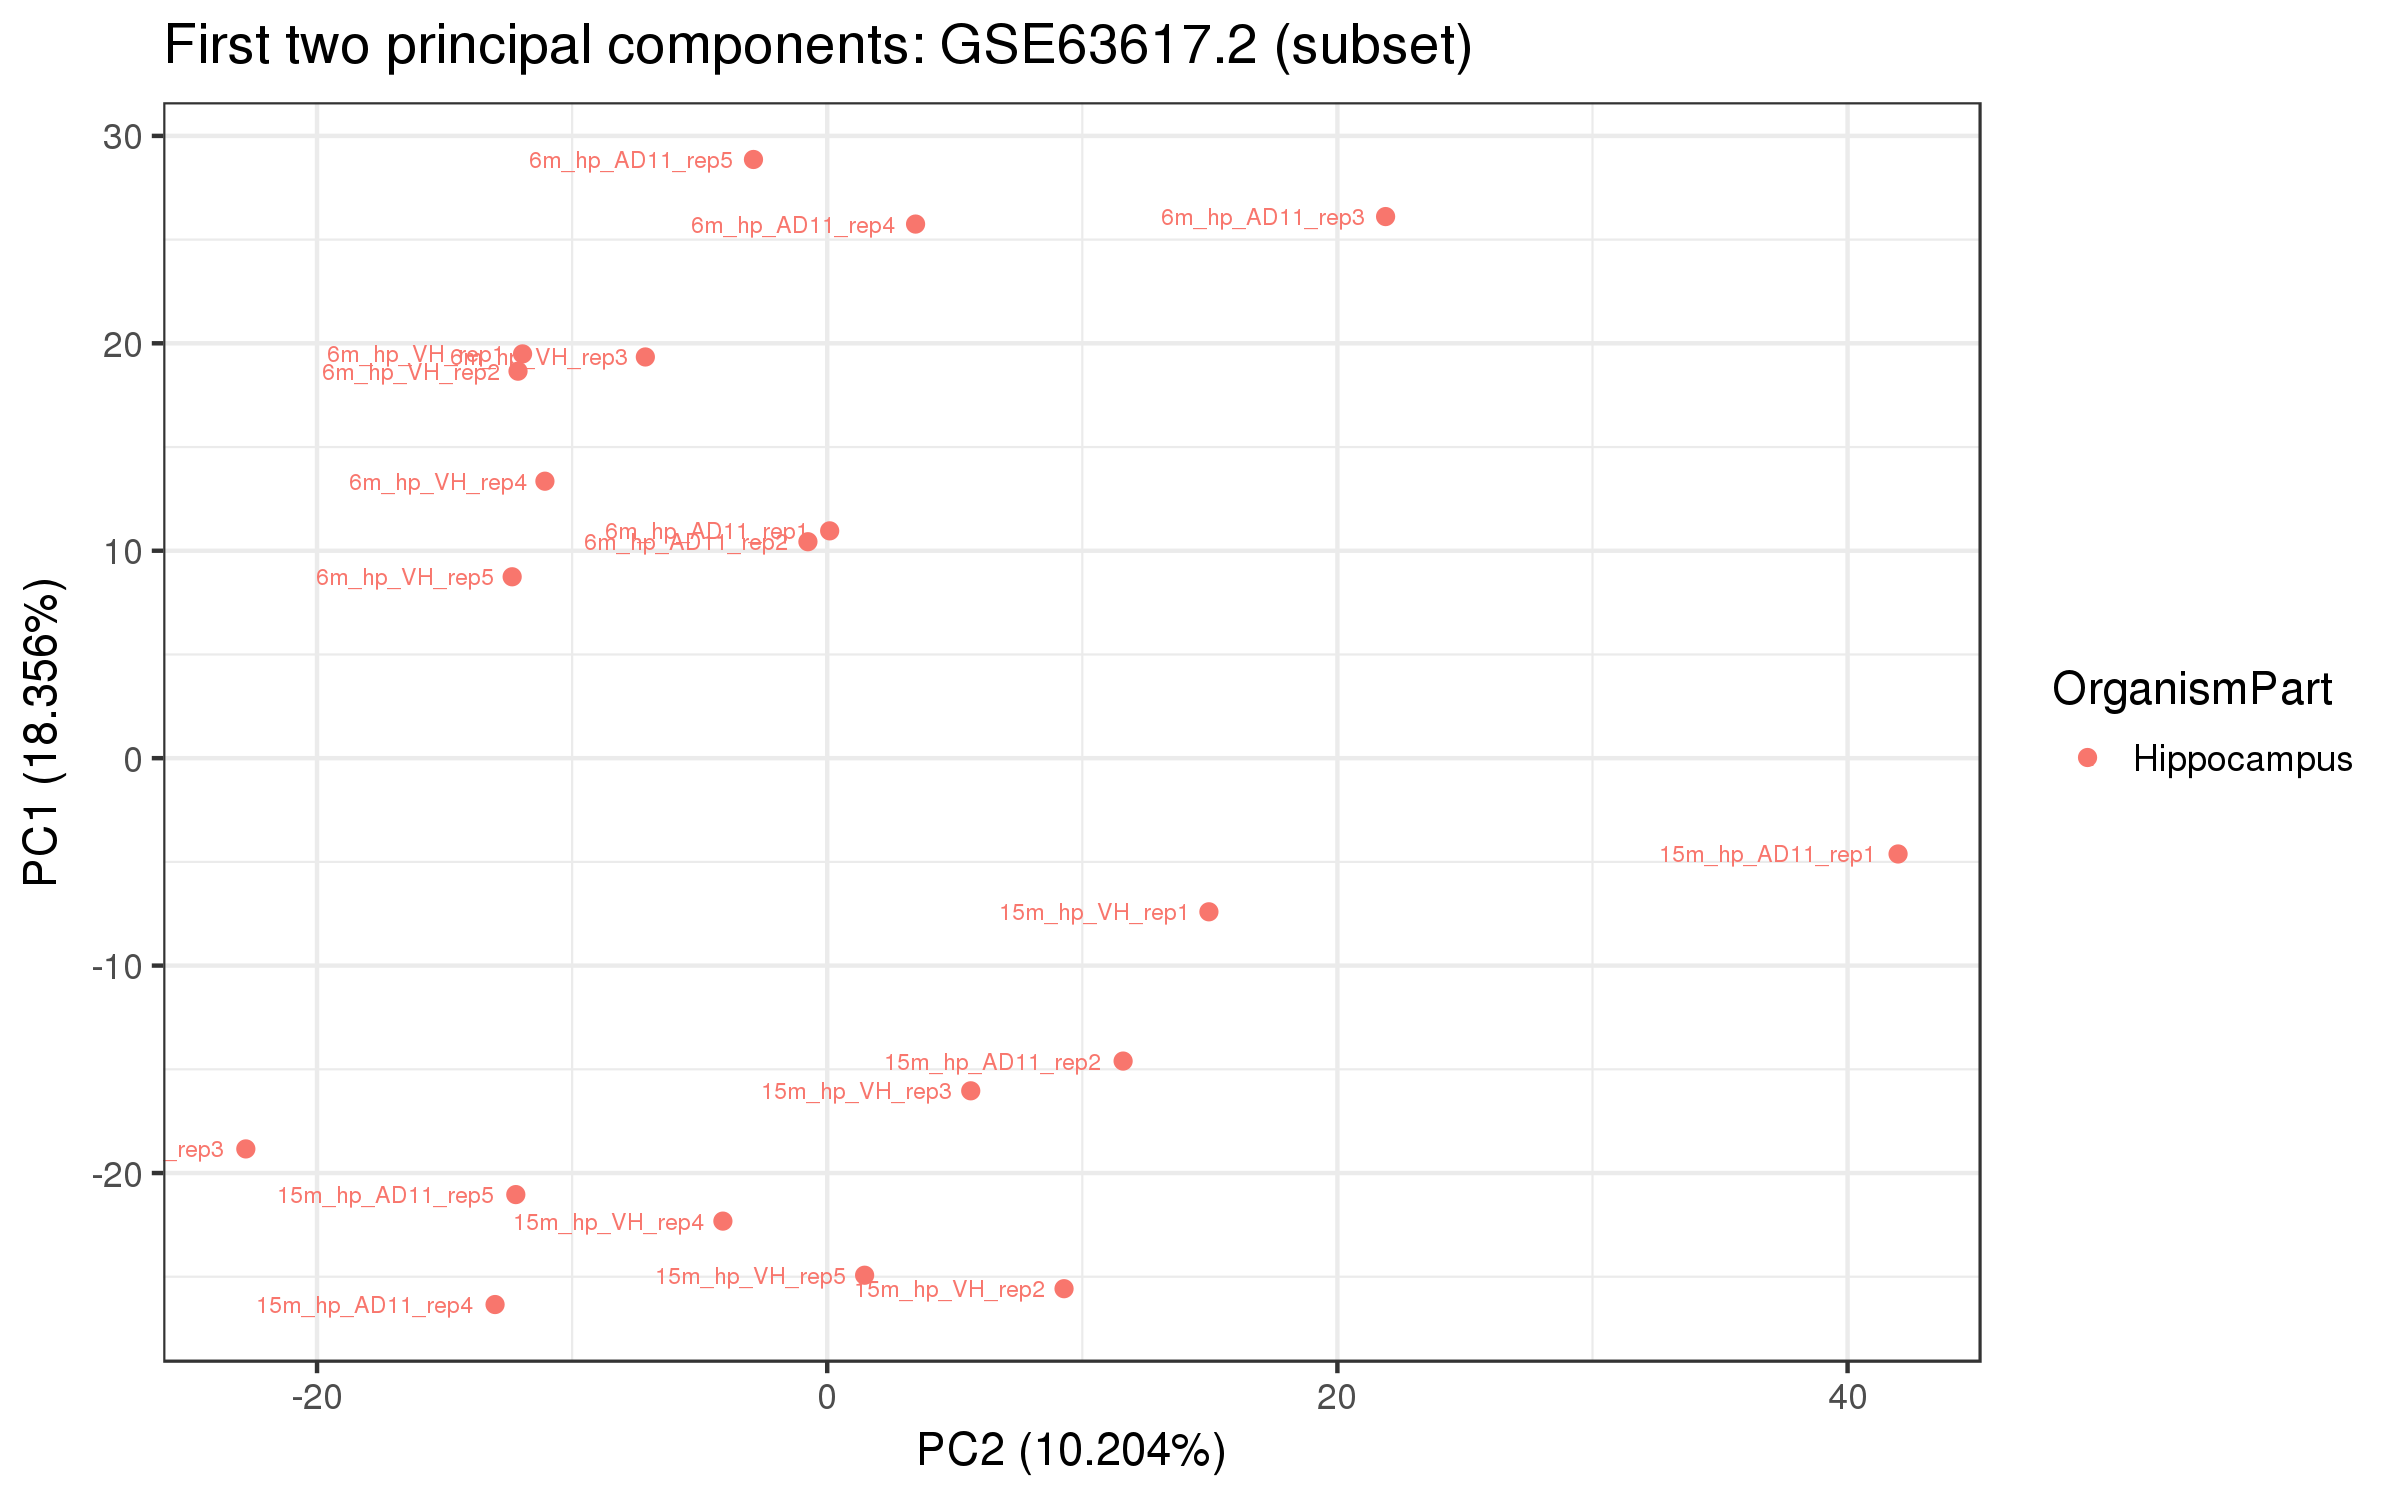 First two principal components: GSE63617.2 (subset)
30
6m_hp_AD11_rep5
6m_hp_AD11_rep4
6m_hp_AD11_rep3
20
6m_hp_VH_rep1
6m_hp_VH_rep3
6m_hp_VH_rep2
6m_hp_VH_rep4
10
6m_hp_AD11_rep1
6m_hp_AD11_rep2
6m_hp_VH_rep5
PC1 (18.356%)
OrganismPart
Hippocampus
0
15m_hp_AD11_rep1
15m_hp_VH_rep1
-10
15m_hp_AD11_rep2
15m_hp_VH_rep3
_rep3
-20
15m_hp_AD11_rep5
15m_hp_VH_rep4
15m_hp_VH_rep5
15m_hp_VH_rep2
15m_hp_AD11_rep4
-20 0 20 40
PC2 (10.204%)